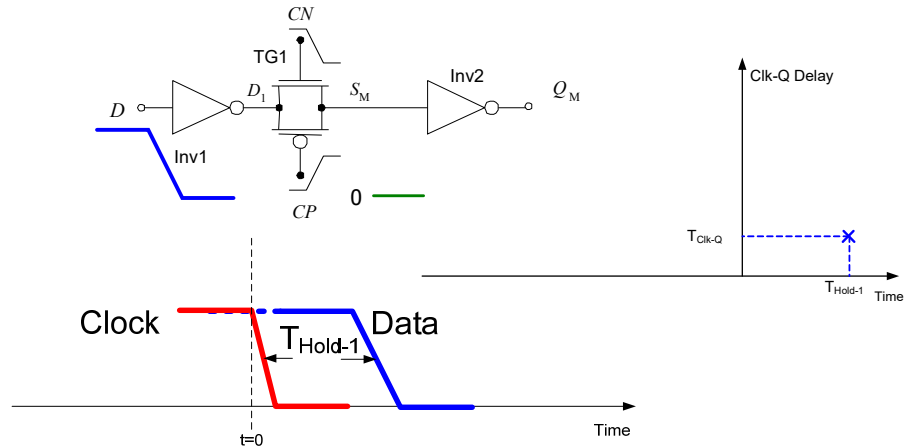 CN
TG1
Clk-Q Delay
D
D1
SM
Inv2
QM
Inv1
0
CP
TClk-Q
THold-1
Time
Clock
Data
THold-1
Time
t=0